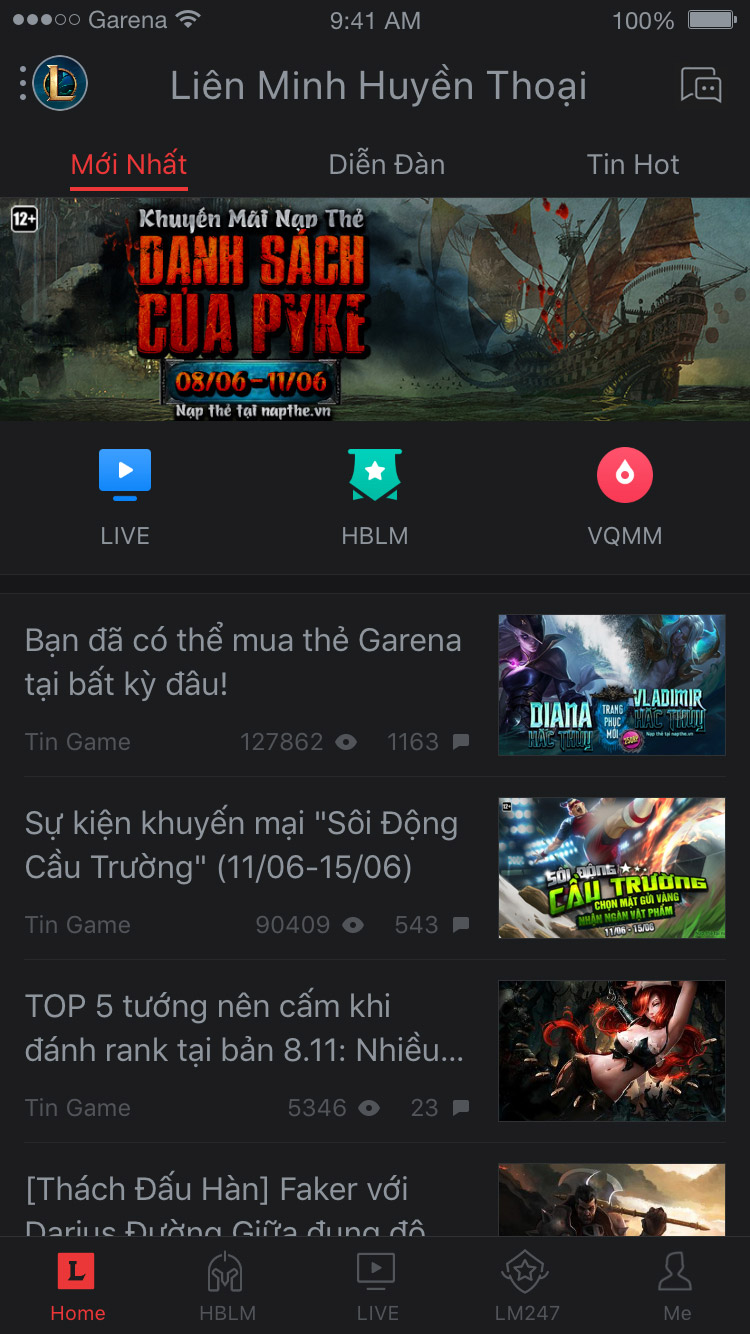 Garena
9:41 AM
100%
Liên Minh Huyền Thoại
Mới Nhất
Diễn Đàn
Tin Hot
12+
Khuyến Mãi Nạp Thẻ
DANH SÁCH
CỦA PYKE
08/06-11/06
Nạp thẻ tại napthe.vn
LIVE
HBLM
VQMM
Bạn đã có thể mua thẻ Garena
tại bất kỳ đâu!
Tin Game
127862
1163
DIANA
HẮC THỦY
TRANG
PHỤC
MỚI
VLADIMIR
HẮC THỦY
Nạp thẻ tại napthe.vn
Sự kiện khuyến mại "Sôi Động
Cầu Trường" (11/06-15/06)
Tin Game
90409
543
12+
SÔI ĐỘNG
CẦU TRƯỜNG
CHỌN MẶT GỬI VÀNG
NHẬN NGÀN VẬT PHẨM
11/06 - 15/06
TOP 5 tướng nên cấm khi
đánh rank tại bản 8.11: Nhiều...
Tin Game
5346
23
[Thách Đấu Hàn] Faker với
Darius Đường Giữa đụng độ
L
Home
HBLM
LIVE
LM247
Me